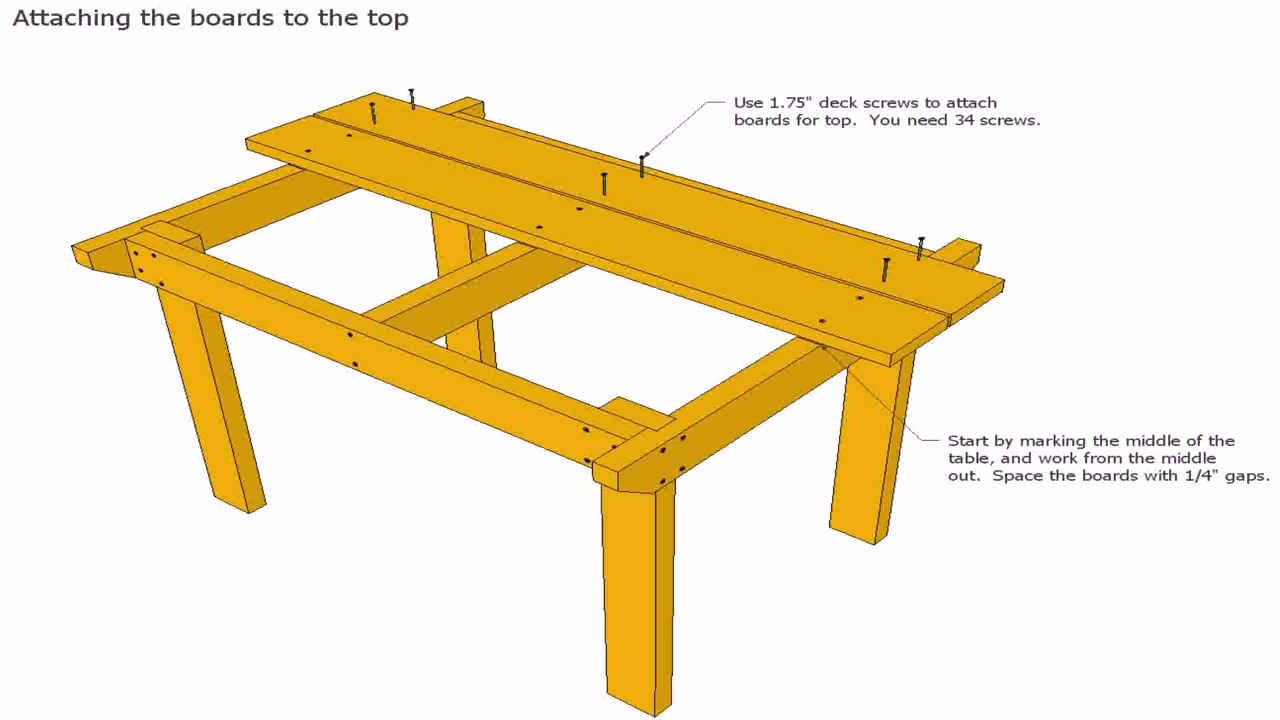 Attaching the boards to the top
Use 1.75" deck screws to attach
boards for top.  You need 34 screws.
Start by marking the middle of the
table, and work from the middle
out.  Space the boards with 1/4" gaps.